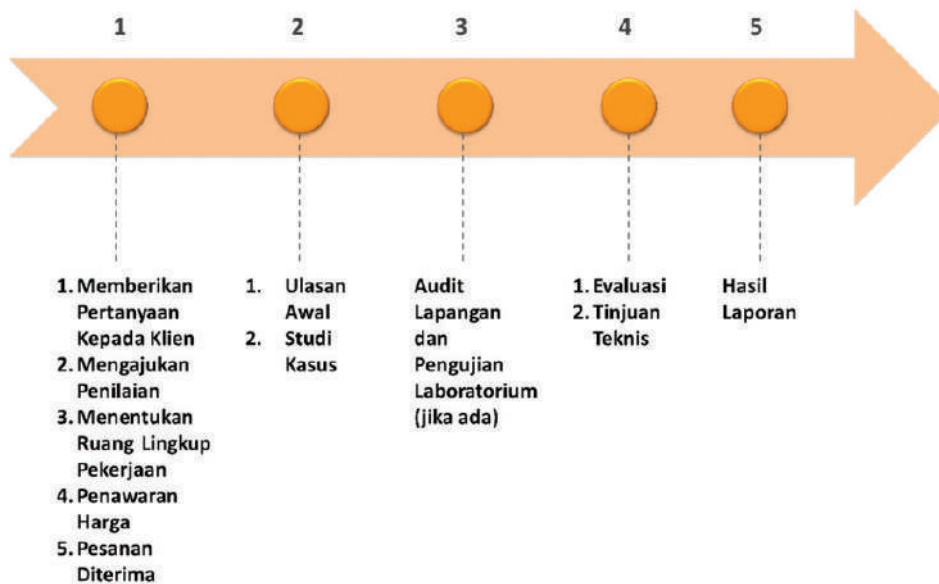 1 2 3 4 5
1. Memberikan
Pertanyaan
Kepada Klien
2. Mengajukan
Penilaian
3. Menentukan
Ruang Lingkup
Pekerjaan
4. Penawaran
Harga
5. Pesanan
Diterima
1. Ulasan
Awal
2. Studi
Kasus
Audit
Lapangan
dan
Pengujian
Laboratorium
(jika ada)
1. Evaluasi
2. Tinjuan
Teknis
Hasil
Laporan